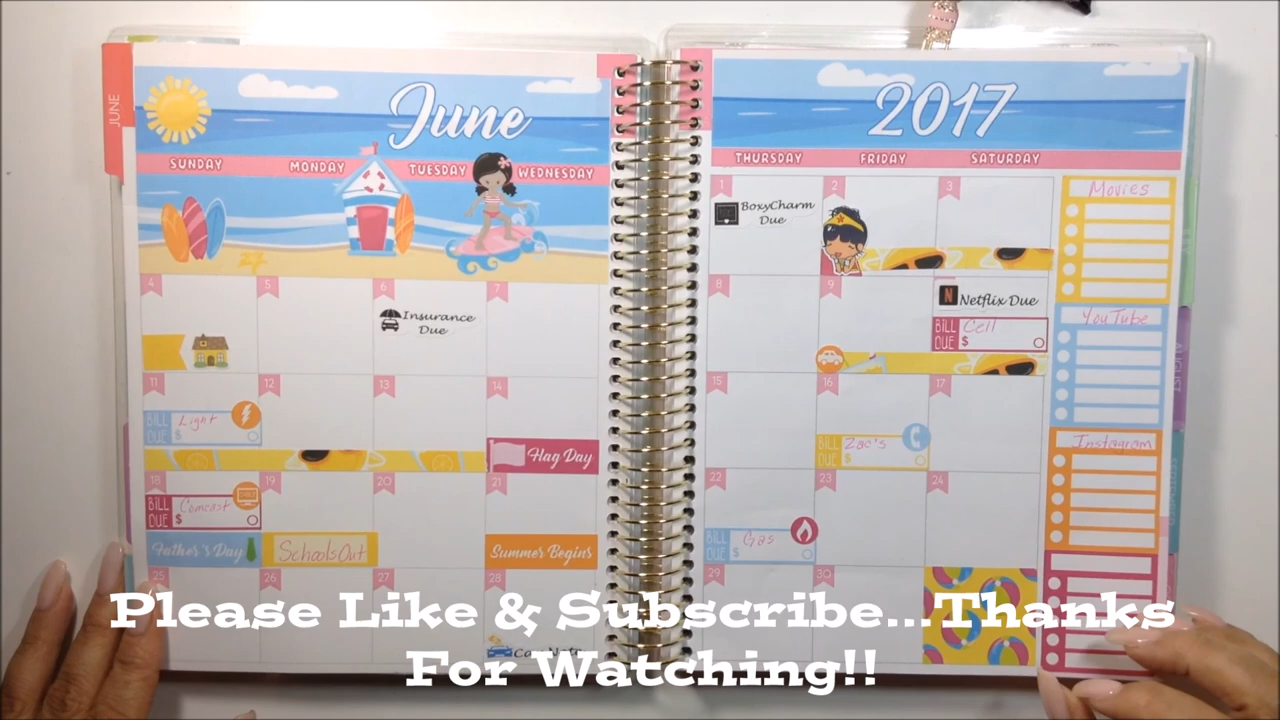 JUNE
June
2017
SUNDAY
MONDAY
TUESDAY
WEDNESDAY
THURSDAY
FRIDAY
SATURDAY
1
2
3
BoxyCharm
Due
Movies
4
5
6
7
8
9
Insurance
Due
N
Netflix Due
BILL
DUE
Cell
$
YouTube
11
12
13
14
15
16
17
BILL
DUE
Light
$
Flag Day
BILL
DUE
Zac's
$
Instagram
18
19
20
21
22
23
24
BILL
DUE
Comcast
$
Father's Day
SchoolsOut
Summer Begins
BILL
DUE
Gas
$
25
26
27
28
29
30
Please Like & Subscribe...Thanks
For Watching!!